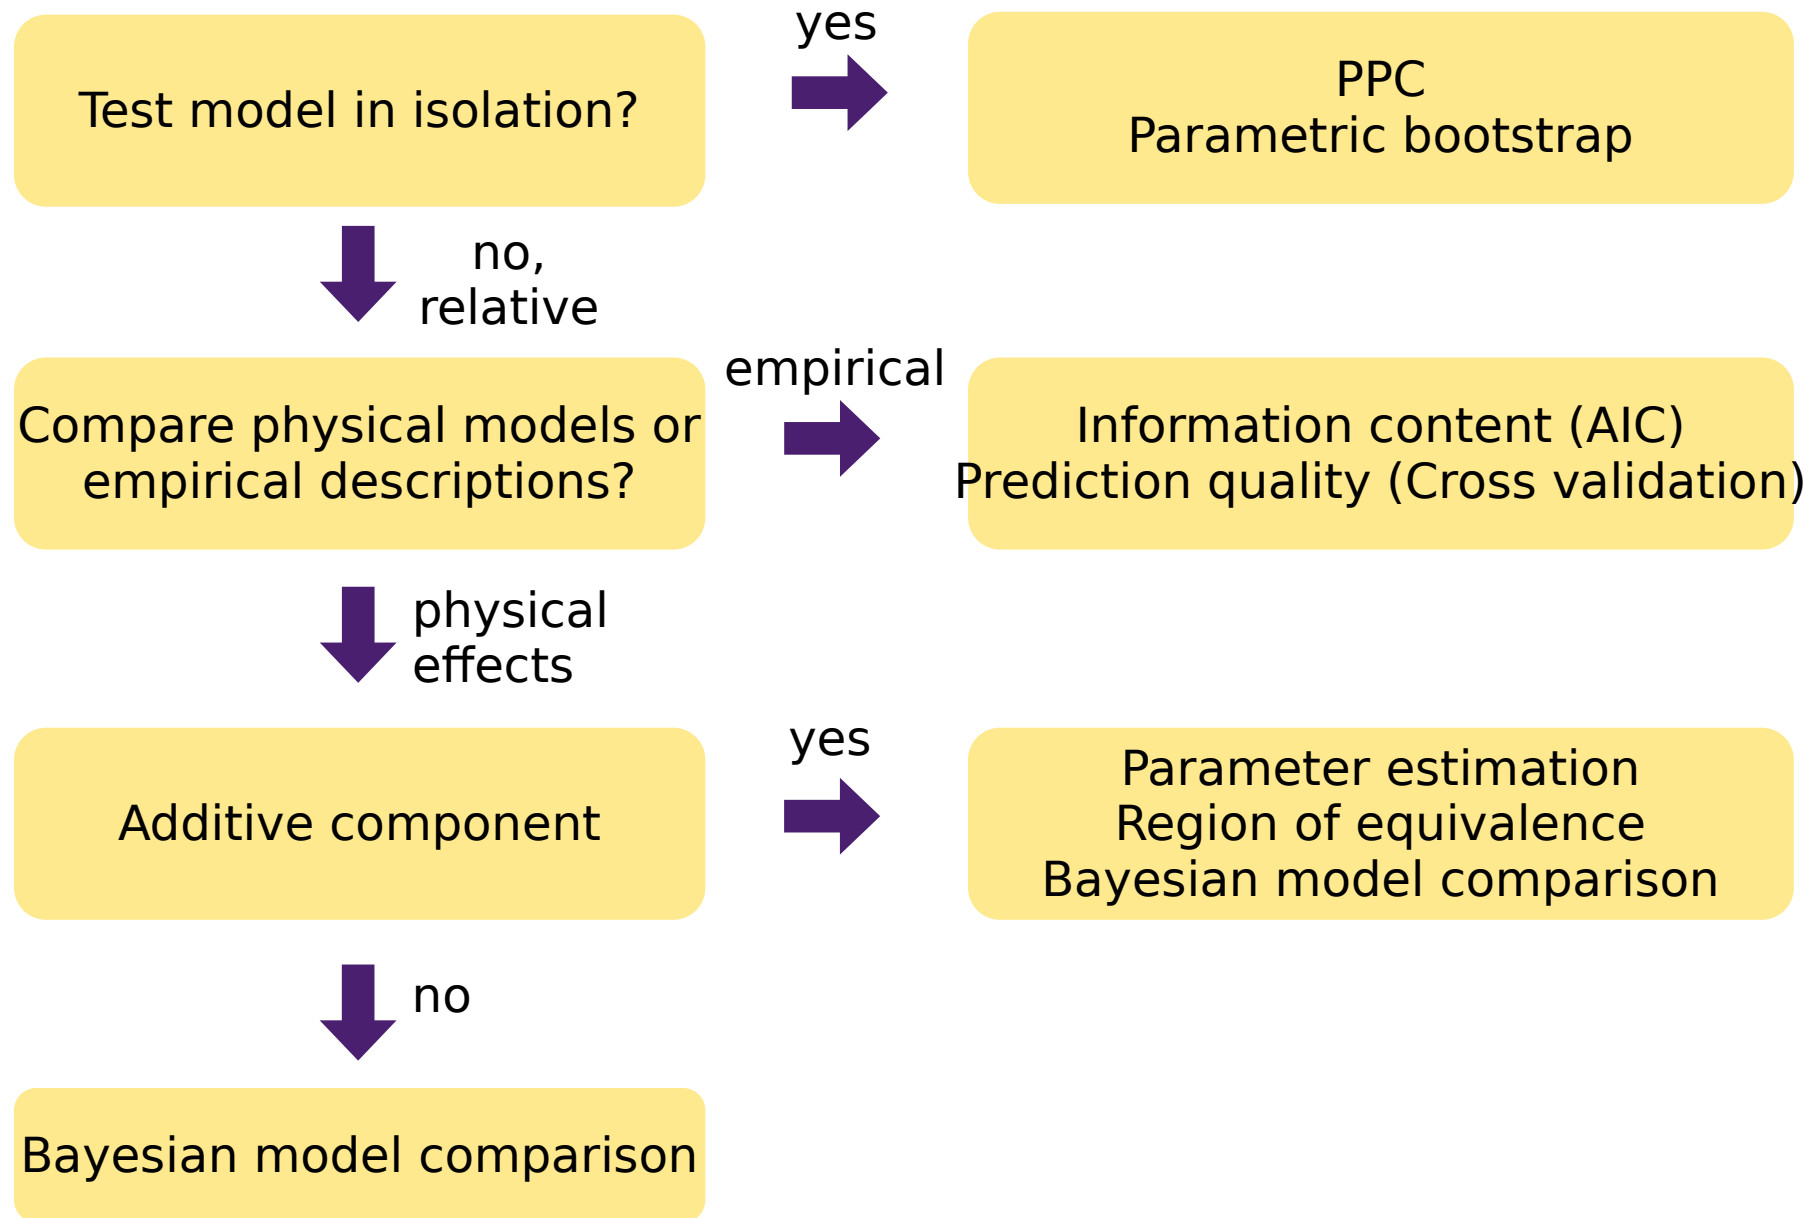 Test model in isolation?
yes
PPC
Parametric bootstrap
no,
relative
Compare physical models or
empirical descriptions?
empirical
Information content (AIC)
Prediction quality (Cross validation)
physical
effects
Additive component
yes
Parameter estimation
Region of equivalence
Bayesian model comparison
no
Bayesian model comparison